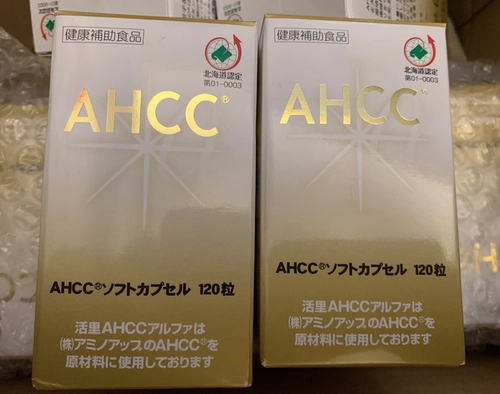 健康補助食品
北海道認定
第01-0003
AHCC®
AHCC®ソフトカプセル 120粒
活里AHCCアルファは
㈱アミノアップのAHCC®を
原材料に使用しております
健康補助食品
北海道認定
第01-0003
AHCC®
AHCC®ソフトカプセル 120粒
活里AHCCアルファは
㈱アミノアップのAHCC®を
原材料に使用しております